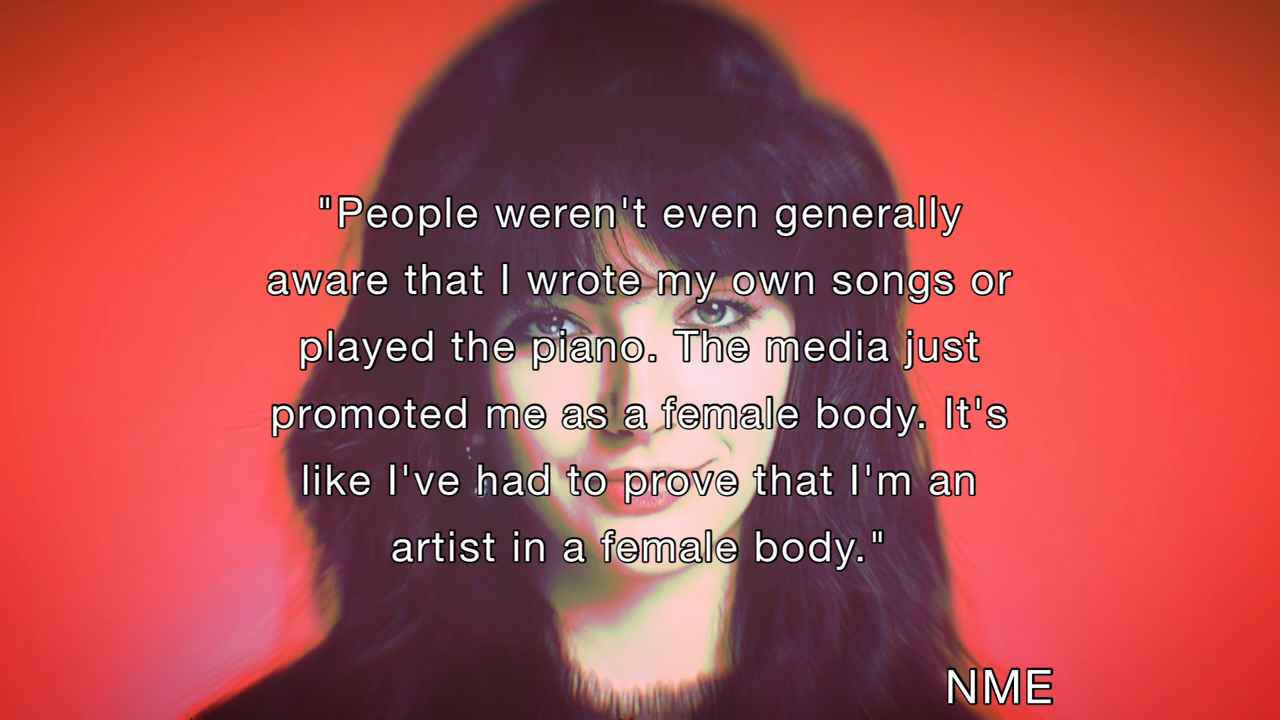 "People weren't even generally
aware that I wrote my own songs or
played the piano. The media just
promoted me as a female body. It's
like I've had to prove that I'm an
artist in a female body."
NME